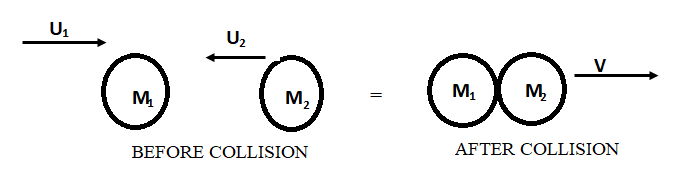 U₁
U₂
V
M₁
M₂
=
M₁
M₂
BEFORE COLLISION
AFTER COLLISION